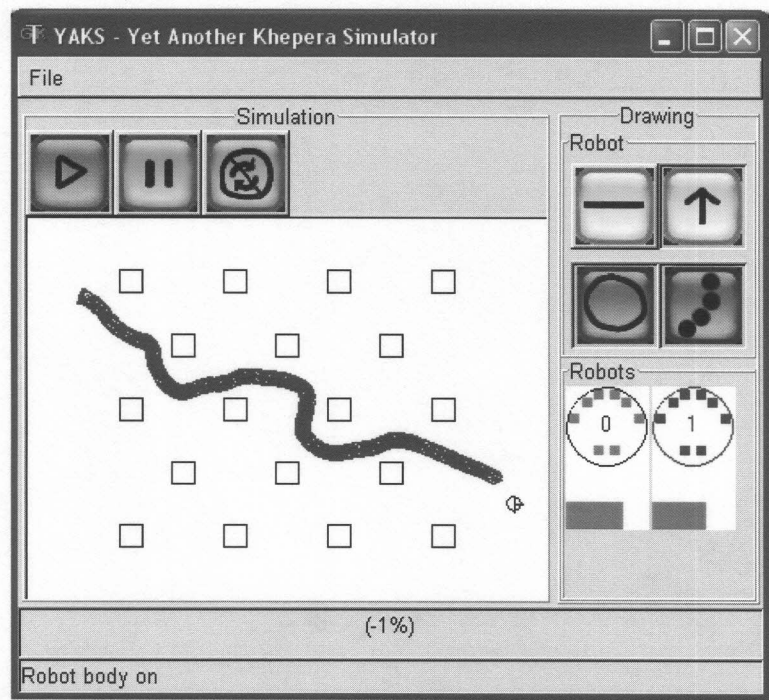 YAKS - Yet Another Khepera Simulator
File
Simulation
Drawing
Robot
Robots
0 1
(-1%)
Robot body on